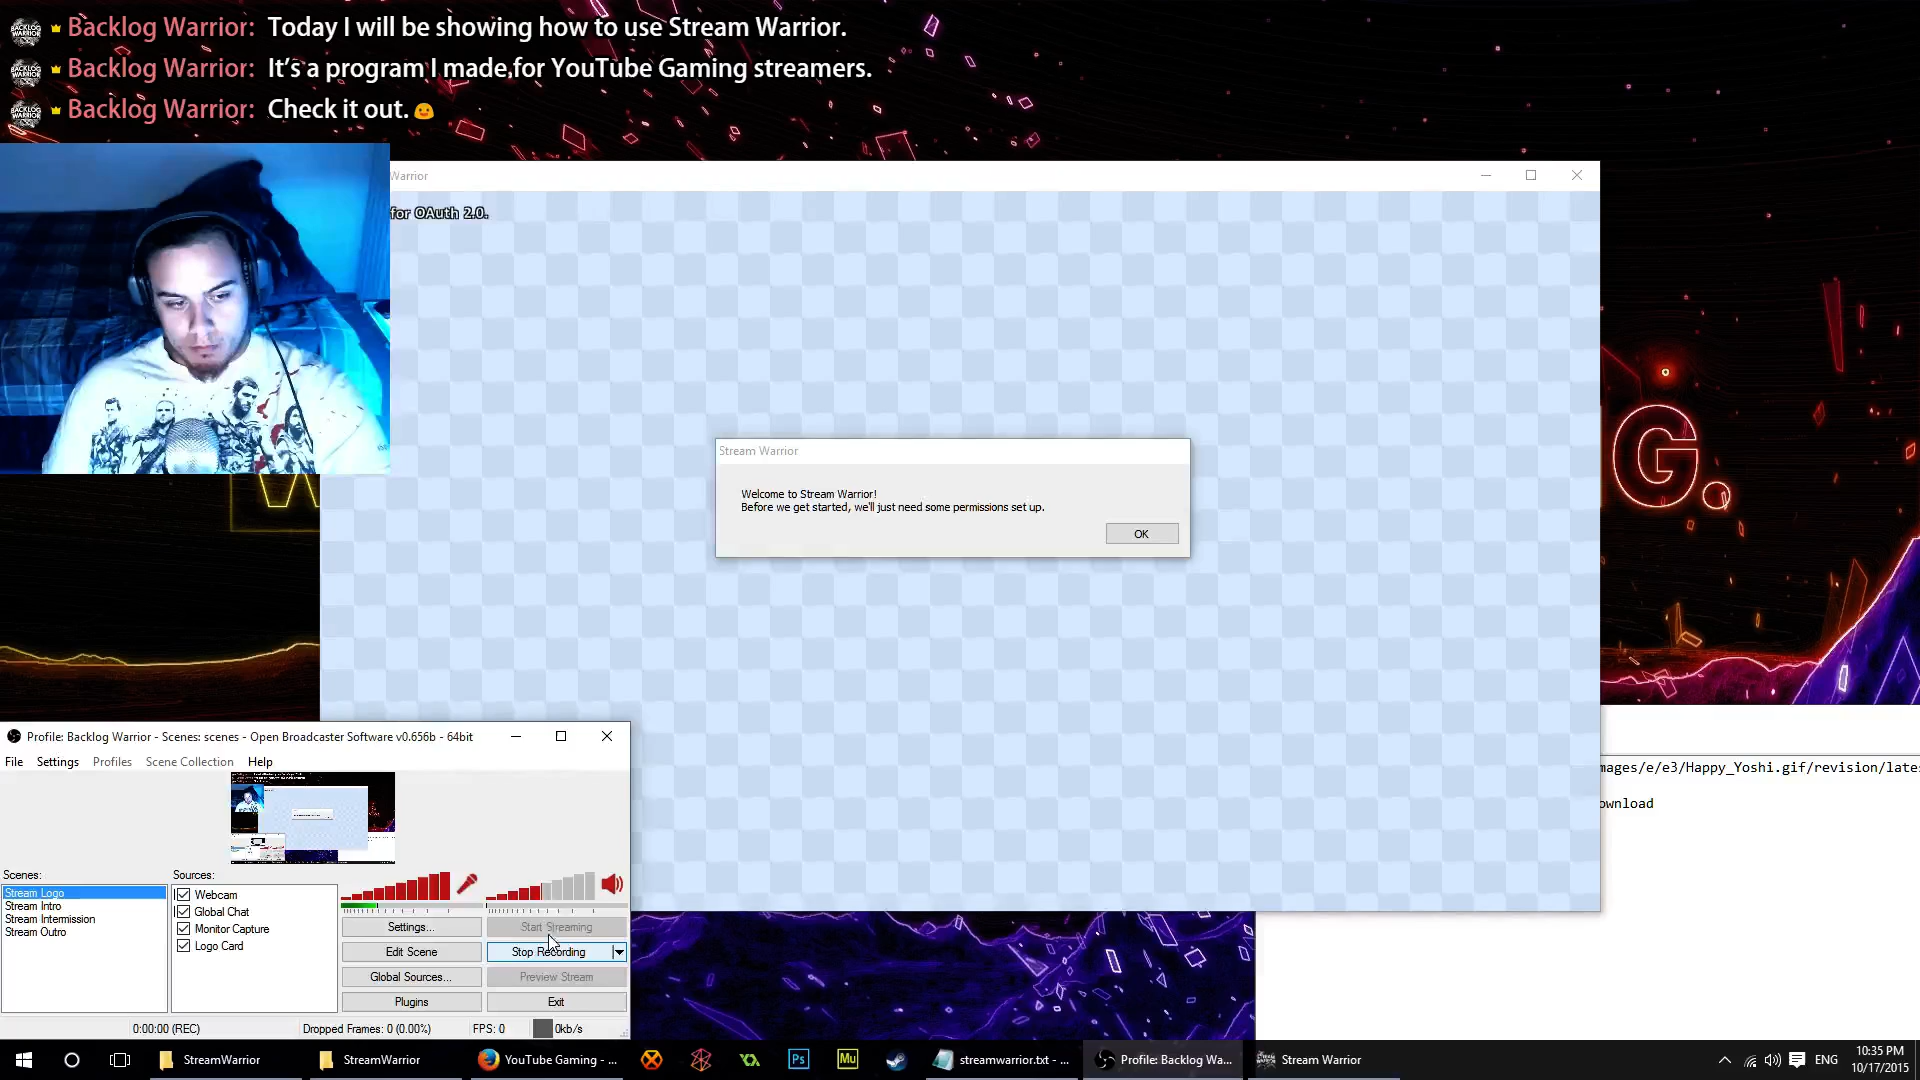 Backlog Warrior: Today I will be showing how to use Stream Warrior.
Backlog Warrior: It's a program I made,for YouTube Gaming streamers.
Backlog Warrior: Check it out.
Warrior
for OAuth 2.0.
Stream Warrior
Welcome to Stream Warrior!
Before we get started, we'll just need some permissions set up.
OK
G.
Profile: Backlog Warrior - Scenes: scenes - Open Broadcaster Software v0.656b - 64bit
File Settings Profiles Scene Collection Help
Scenes:
Stream Logo
Stream Intro
Stream Intermission
Stream Outro
Sources:
Webcam
Global Chat
Monitor Capture
Logo Card
Settings...
Start Streaming
Edit Scene
Stop Recording
Global Sources...
Preview Stream
Plugins
Exit
0:00:00 (REC)
Dropped Frames: 0 (0.00%)
FPS: 0
0kb/s
mages/e/e3/Happy_Yoshi.gif/revision/late
ownload
StreamWarrior
StreamWarrior
YouTube Gaming - ...
Ps
Mu
streamwarrior.txt - ...
Profile: Backlog Wa...
Stream Warrior
ENG
10:35 PM
10/17/2015